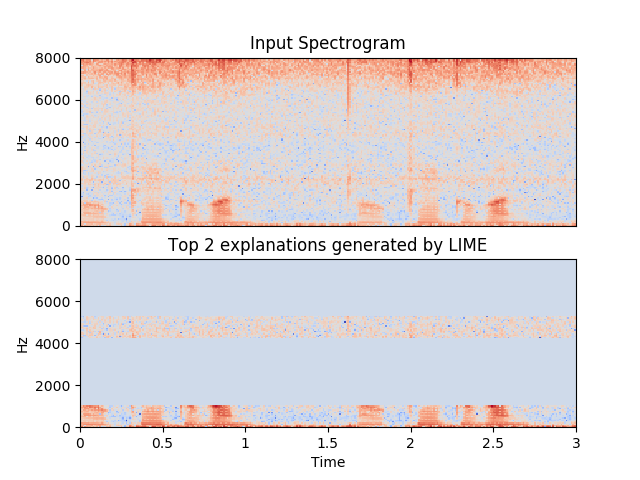 Input Spectrogram
8000
6000
Hz
4000
2000
0
Top 2 explanations generated by LIME
8000
6000
Hz
4000
2000
0
0 0.5 1 1.5 2 2.5 3
Time